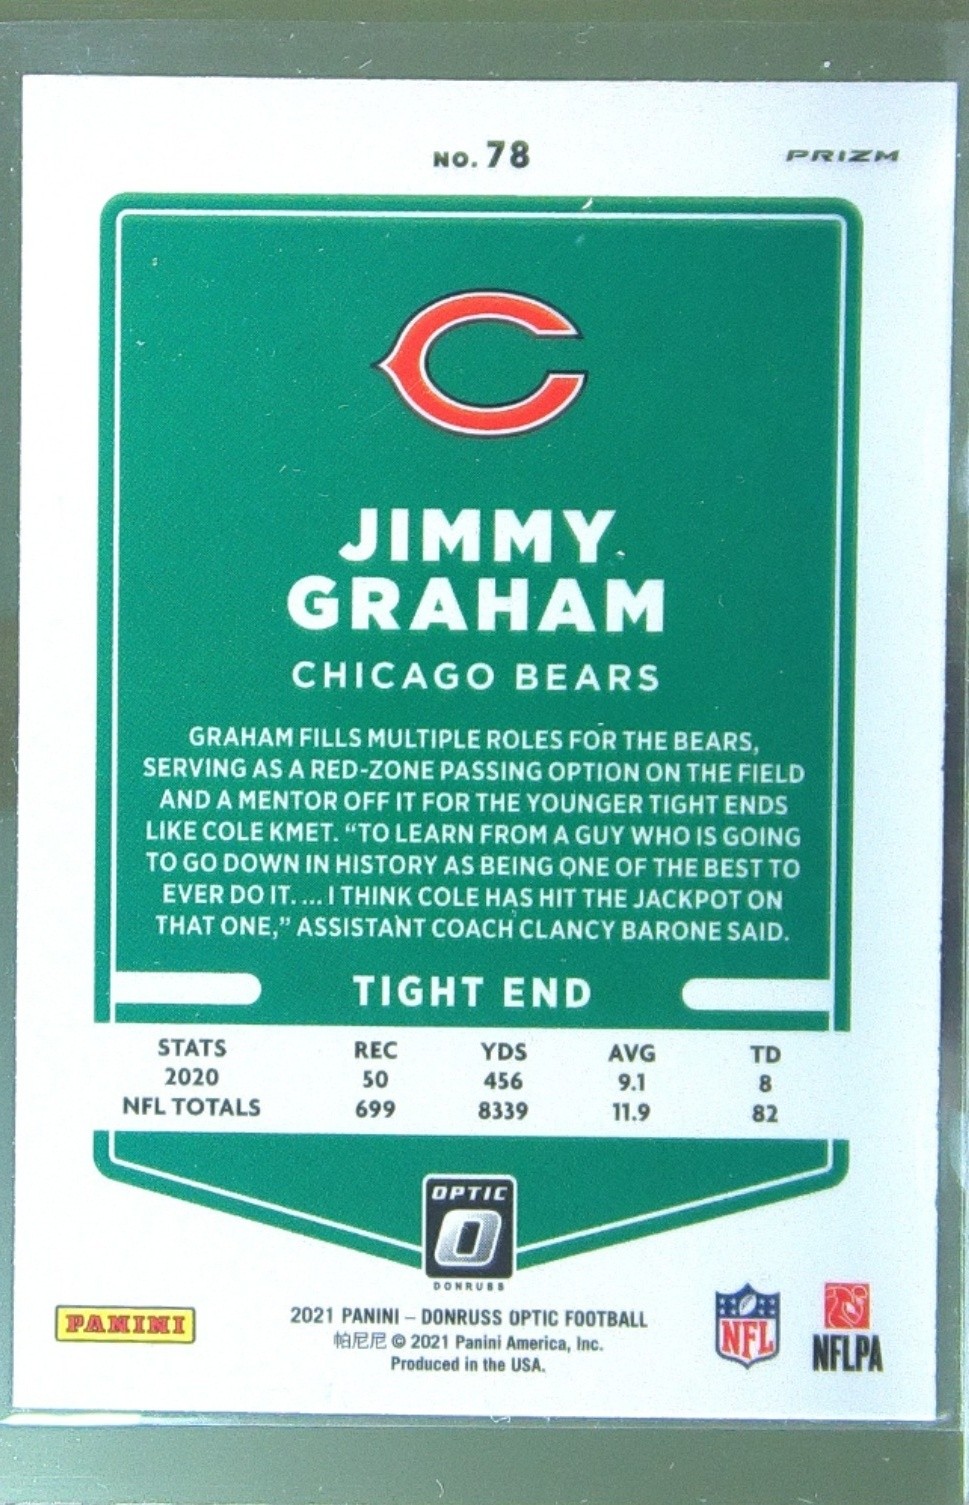 NO. 78
PRIZM
JIMMY
GRAHAM
CHICAGO BEARS
GRAHAM FILLS MULTIPLE ROLES FOR THE BEARS,
SERVING AS A RED-ZONE PASSING OPTION ON THE FIELD
AND A MENTOR OFF IT FOR THE YOUNGER TIGHT ENDS
LIKE COLE KMET. “TO LEARN FROM A GUY WHO IS GOING
TO GO DOWN IN HISTORY AS BEING ONE OF THE BEST TO
EVER DO IT. ... I THINK COLE HAS HIT THE JACKPOT ON
THAT ONE,” ASSISTANT COACH CLANCY BARONE SAID.
TIGHT END
STATS REC YDS AVG TD
2020 50 456 9.1 8
NFL TOTALS 699 8339 11.9 82
OPTIC
O
DONRUSS
PANINI
2021 PANINI – DONRUSS OPTIC FOOTBALL
帕尼尼 © 2021 Panini America, Inc.
Produced in the USA.
NFL
NFLPA